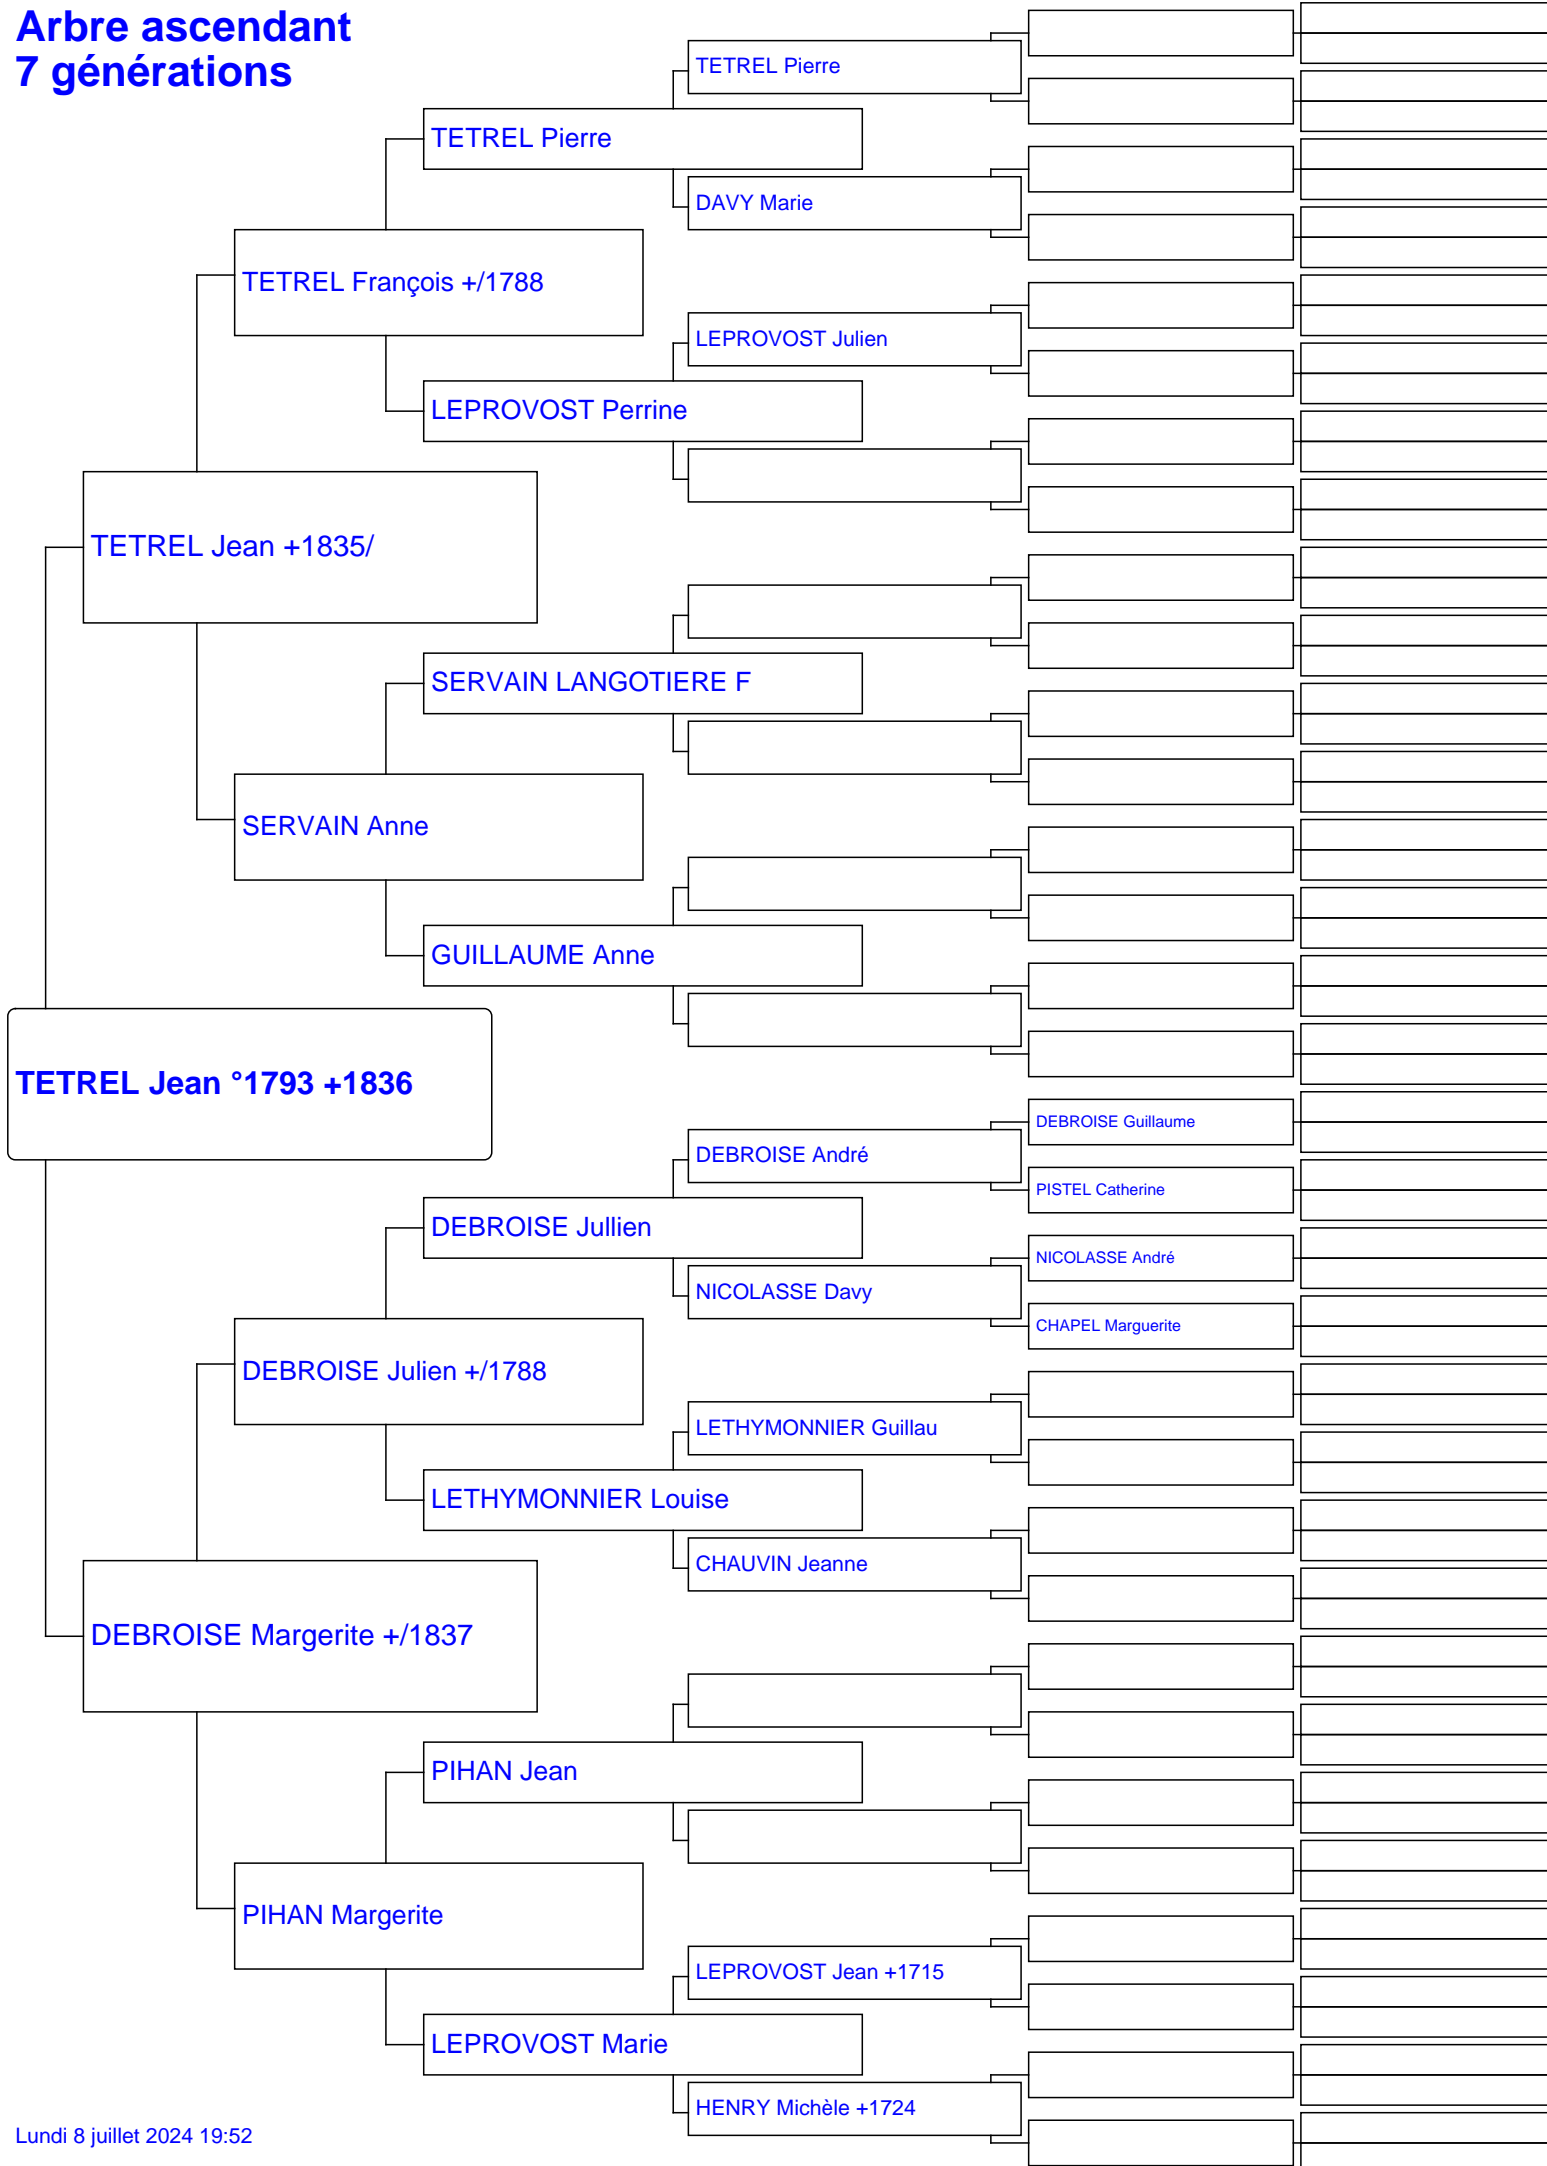 Arbre ascendant
7 générations
TETREL Pierre
TETREL Pierre
DAVY Marie
TETREL François +/1788
LEPROVOST Julien
LEPROVOST Perrine
TETREL Jean +1835/
SERVAIN LANGOTIERE F
SERVAIN Anne
GUILLAUME Anne
TETREL Jean °1793 +1836
DEBROISE Guillaume
DEBROISE André
PISTEL Catherine
DEBROISE Jullien
NICOLASSE André
NICOLASSE Davy
CHAPEL Marguerite
DEBROISE Julien +/1788
LETHYMONNIER Guillau
LETHYMONNIER Louise
CHAUVIN Jeanne
DEBROISE Margerite +/1837
PIHAN Jean
PIHAN Margerite
LEPROVOST Jean +1715
LEPROVOST Marie
HENRY Michèle +1724
Lundi 8 juillet 2024 19:52